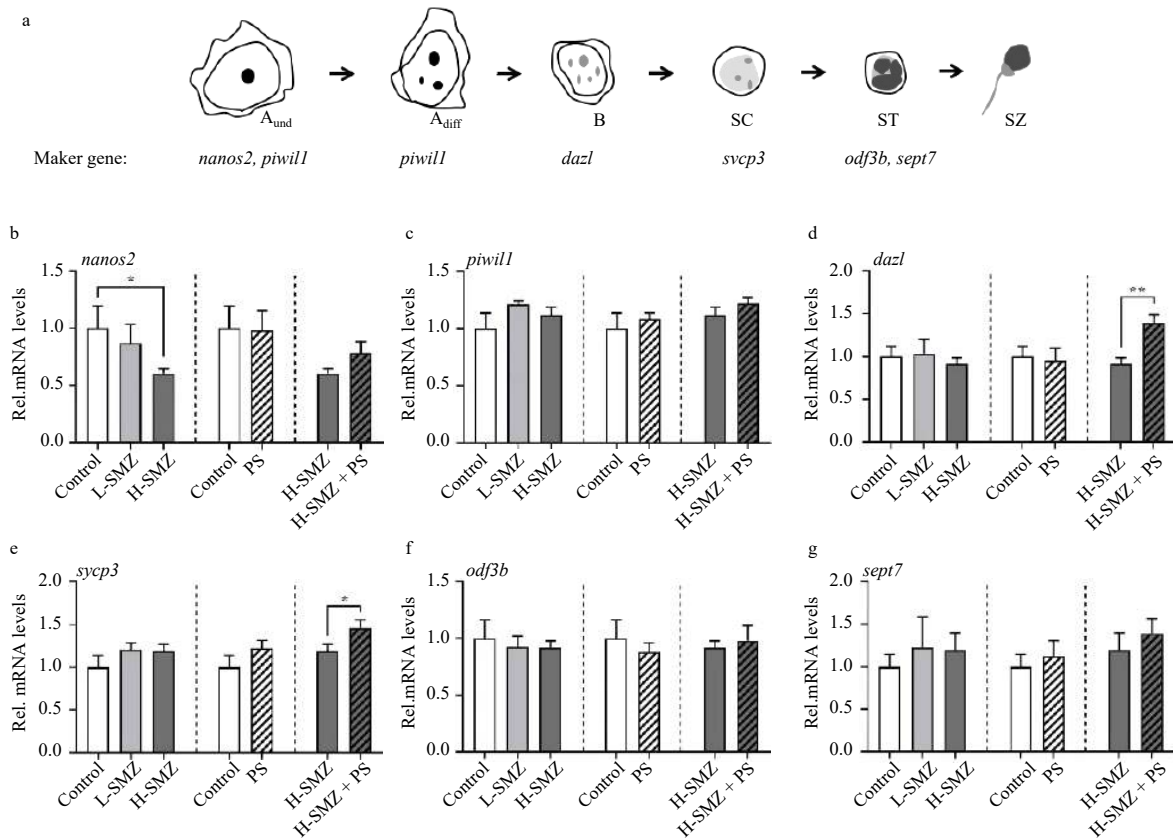 a
A_und A_diff B SC ST SZ
Maker gene: nanos2, piwil1 piwil1 dazl svcp3 odf3b, sept7
b
nanos2
Rel.mRNA levels
1.5
1.0
0.5
0.0
*
Control L-SMZ H-SMZ Control PS H-SMZ H-SMZ + PS
c
piwil1
Rel.mRNA levels
1.5
1.0
0.5
0.0
Control L-SMZ H-SMZ Control PS H-SMZ H-SMZ + PS
d
dazl
Rel.mRNA levels
2.0
1.5
1.0
0.5
0.0
**
Control L-SMZ H-SMZ Control PS H-SMZ H-SMZ + PS
e
sycp3
Rel. mRNA levels
2.0
1.5
1.0
0.5
0.0
*
Control L-SMZ H-SMZ Control PS H-SMZ H-SMZ + PS
f
odf3b
Rel.mRNA levels
1.5
1.0
0.5
0.0
Control L-SMZ H-SMZ Control PS H-SMZ H-SMZ + PS
g
sept7
Rel.mRNA levels
2.0
1.5
1.0
0.5
0.0
Control L-SMZ H-SMZ Control PS H-SMZ H-SMZ + PS